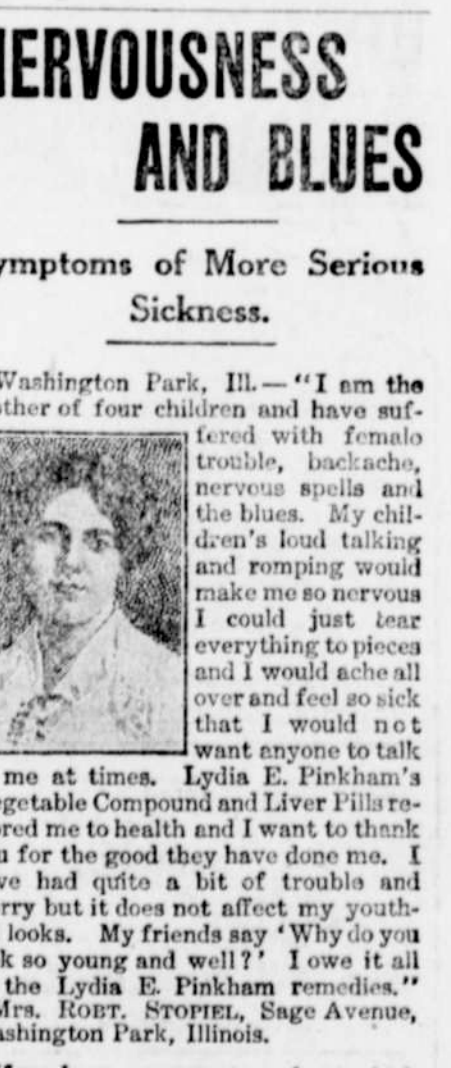 NERVOUSNESS
AND BLUES
ymptoms of More Serious
Sickness.
Washington Park, Ill.—"I am the
ther of four children and have suf-
fered with female
trouble, backache,
nervous spells and
the blues. My chil-
dren's loud talking
and romping would
make me so nervous
I could just tear
everything to pieces
and I would ache all
over and feel so sick
that I would not
want anyone to talk
me at times. Lydia E. Pinkham's
egetable Compound and Liver Pills re-
ored me to health and I want to thank
u for the good they have done me. I
ve had quite a bit of trouble and
rry but it does not affect my youth-
looks. My friends say 'Why do you
k so young and well?' I owe it all
the Lydia E. Pinkham remedies."
Mrs. ROBT. STOPIEL, Sage Avenue,
ashington Park, Illinois.